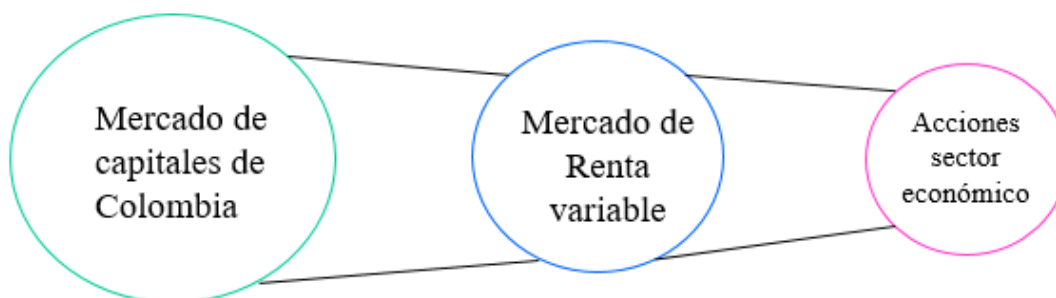 Mercado de
capitales de
Colombia
Mercado de
Renta
variable
Acciones
sector
económico